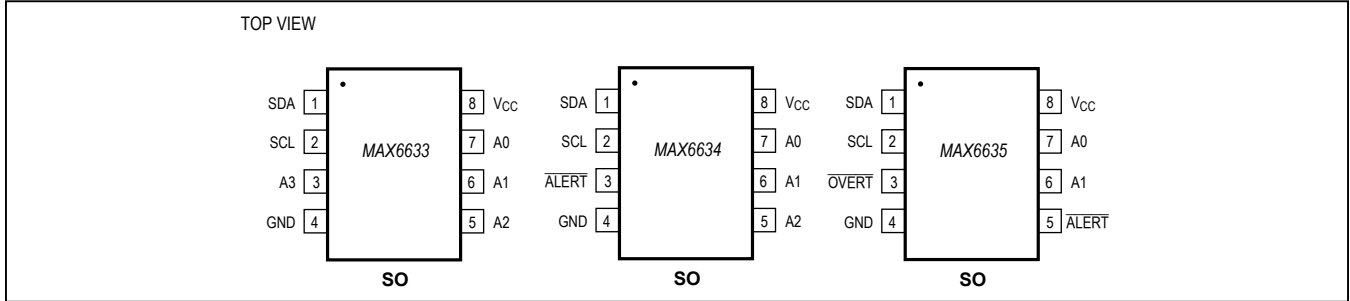 TOP VIEW
SDA 1 MAX6633 8 VCC
SCL 2 7 A0
A3 3 6 A1
GND 4 5 A2
SO
SDA 1 MAX6634 8 VCC
SCL 2 7 A0
ALERT 3 6 A1
GND 4 5 A2
SO
SDA 1 MAX6635 8 VCC
SCL 2 7 A0
OVERT 3 6 A1
GND 4 5 ALERT
SO